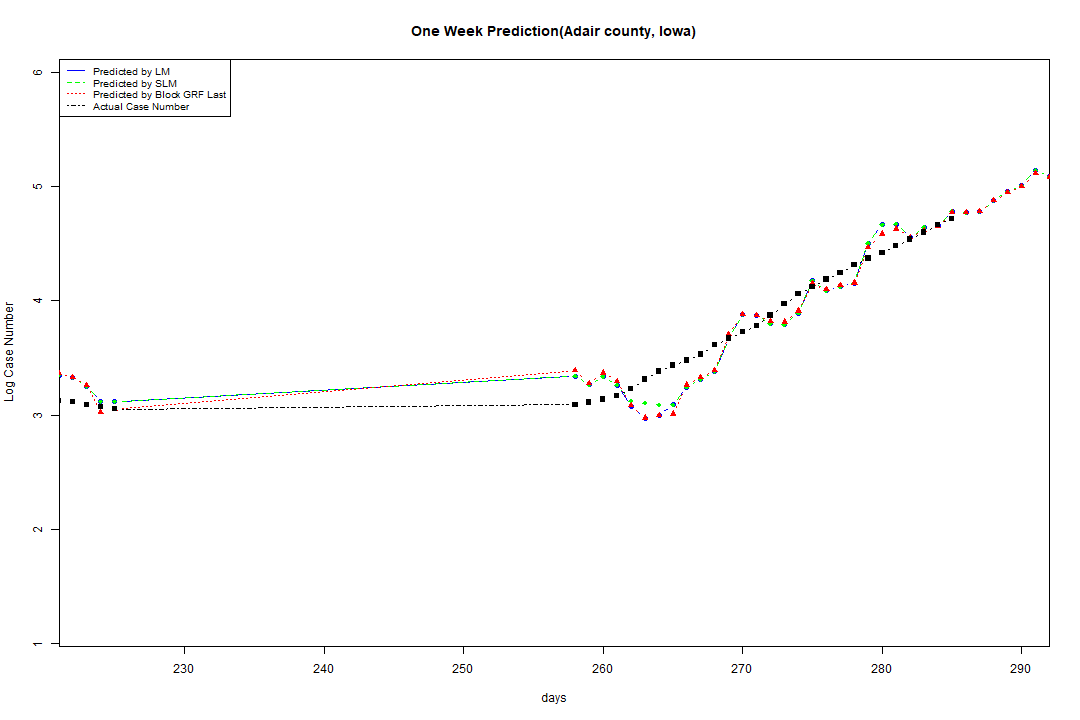 One Week Prediction(Adair county, Iowa)
Predicted by LM
Predicted by SLM
Predicted by Block GRF Last
Actual Case Number
Log Case Number
6
5
4
3
2
1
230 240 250 260 270 280 290
days